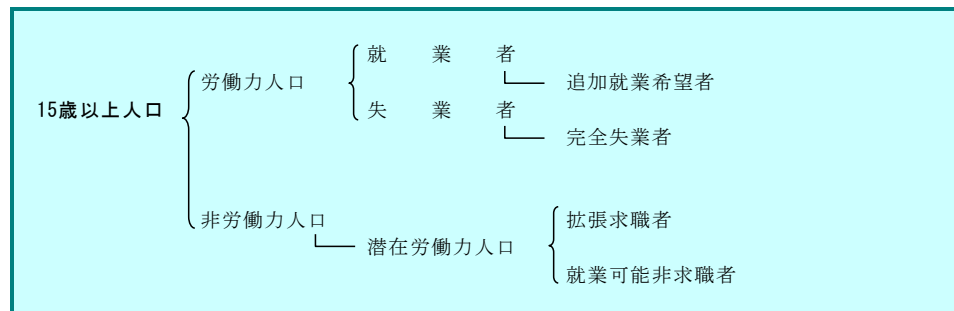 就業者
追加就業希望者
労働力人口
15歳以上人口
失業者
完全失業者
非労働力人口
拡張求職者
潜在労働力人口
就業可能非求職者